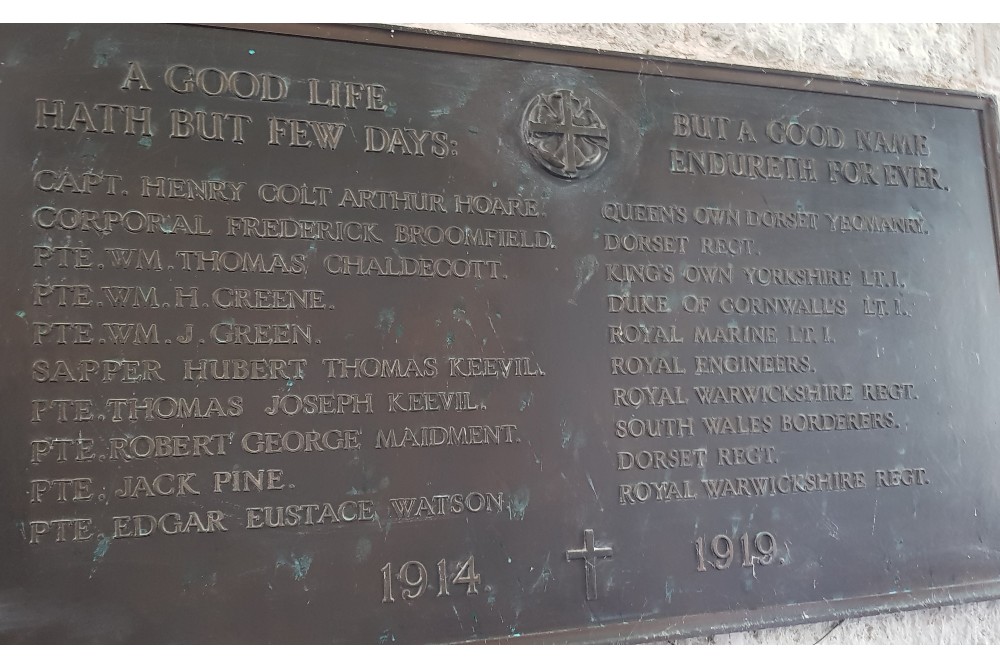 A GOOD LIFE
HATH BUT FEW DAYS:
BUT A GOOD NAME
ENDURETH FOR EVER.
CAPT. HENRY COLT ARTHUR HOARE. QUEEN'S OWN DORSET YEOMANRY.
CORPORAL FREDERICK BROOMFIELD. DORSET REGT.
PTE. WM. THOMAS CHALDECOTT. KING'S OWN YORKSHIRE LT. I.
PTE. WM. H. GREENE. DUKE OF CORNWALL'S LT. I.
PTE. WM. J. GREEN. ROYAL MARINE LT. I.
SAPPER HUBERT THOMAS KEEVIL. ROYAL ENGINEERS.
PTE. THOMAS JOSEPH KEEVIL. ROYAL WARWICKSHIRE REGT.
PTE. ROBERT GEORGE MAIDMENT. SOUTH WALES BORDERERS.
PTE. JACK PINE. DORSET REGT.
PTE. EDGAR EUSTACE WATSON. ROYAL WARWICKSHIRE REGT.
1914. 1919.